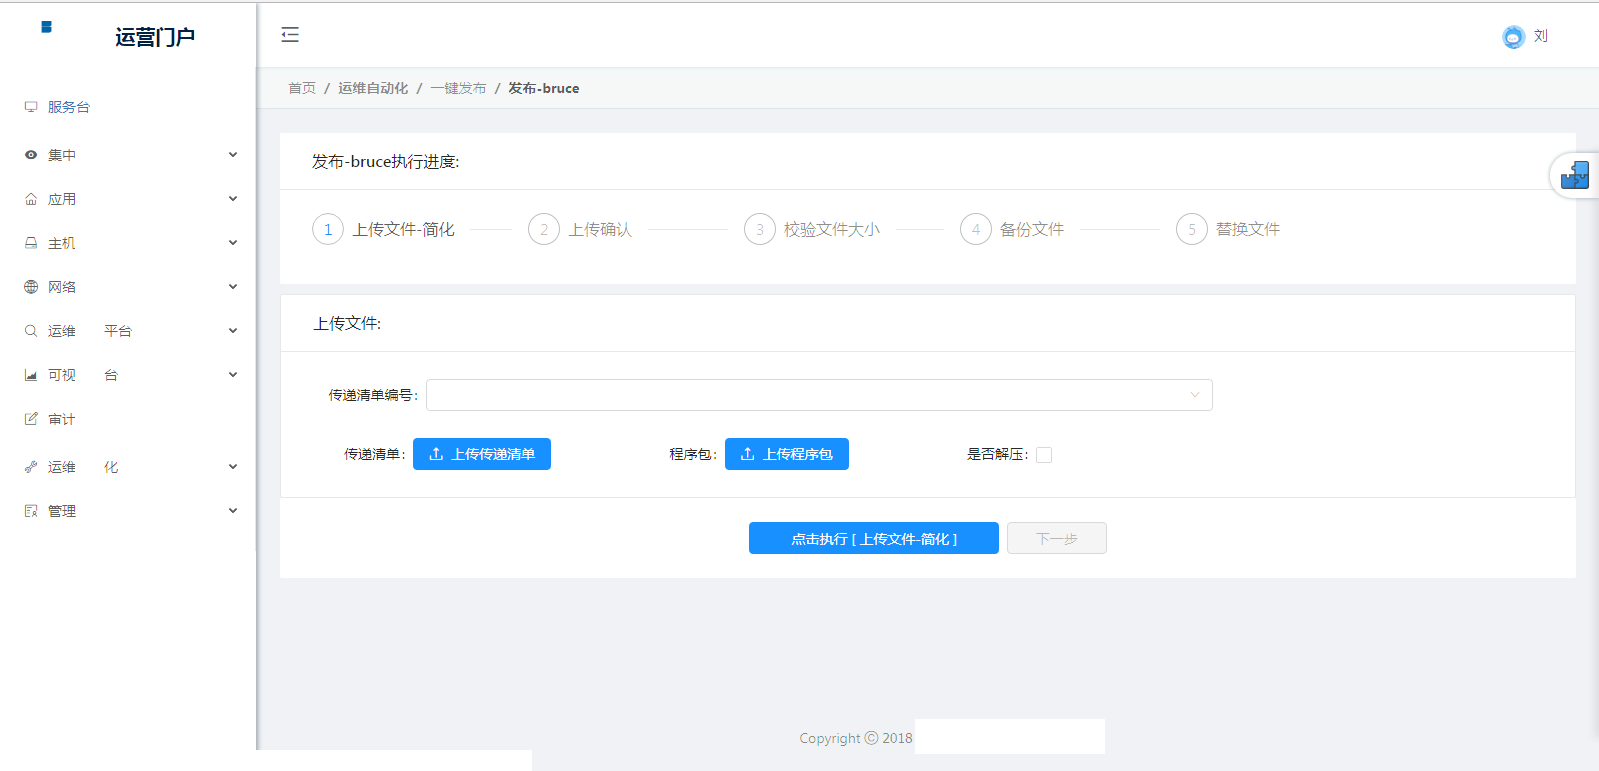 运营门户
刘
首页 / 运维自动化 / 一键发布 / 发布-bruce
服务台
集中
应用
主机
网络
运维 平台
可视 台
审计
运维 化
管理
发布-bruce执行进度:
1 上传文件-简化
2 上传确认
3 校验文件大小
4 备份文件
5 替换文件
上传文件:
传递清单编号:
传递清单: 上传传递清单 程序包: 上传程序包 是否解压:
点击执行 [ 上传文件-简化 ] 下一步
Copyright © 2018